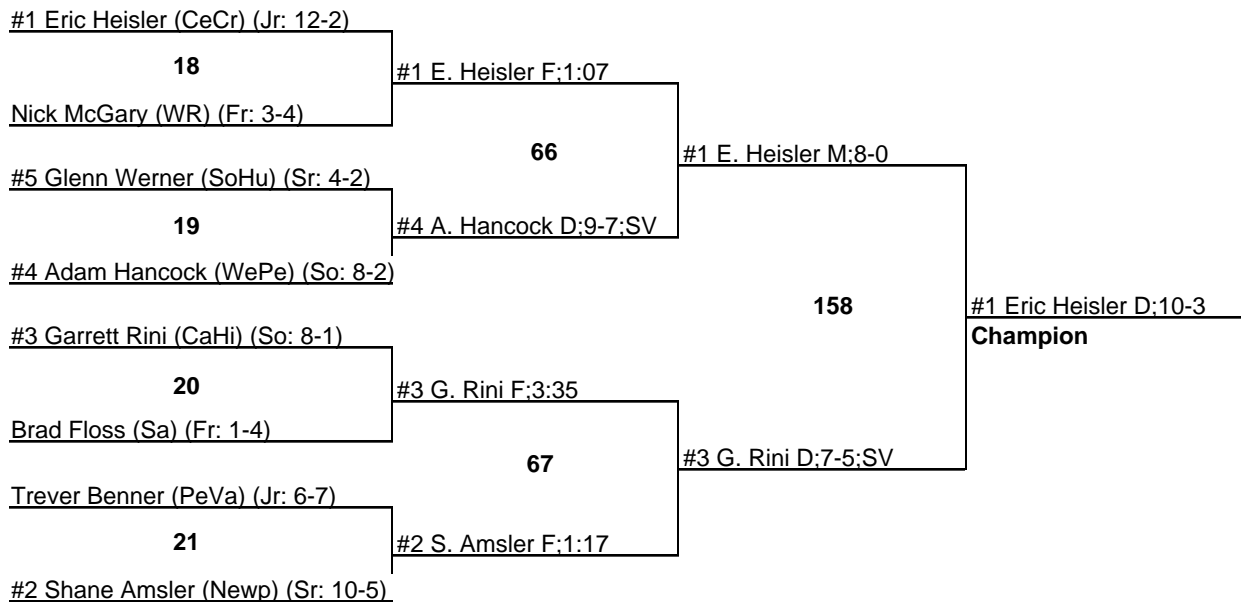 #1 Eric Heisler (CeCr) (Jr: 12-2)
18
#1 E. Heisler F;1:07
Nick McGary (WR) (Fr: 3-4)
66
#1 E. Heisler M;8-0
#5 Glenn Werner (SoHu) (Sr: 4-2)
19
#4 A. Hancock D;9-7;SV
#4 Adam Hancock (WePe) (So: 8-2)
158
#1 Eric Heisler D;10-3
Champion
#3 Garrett Rini (CaHi) (So: 8-1)
20
#3 G. Rini F;3:35
Brad Floss (Sa) (Fr: 1-4)
67
#3 G. Rini D;7-5;SV
Trever Benner (PeVa) (Jr: 6-7)
21
#2 S. Amsler F;1:17
#2 Shane Amsler (Newp) (Sr: 10-5)